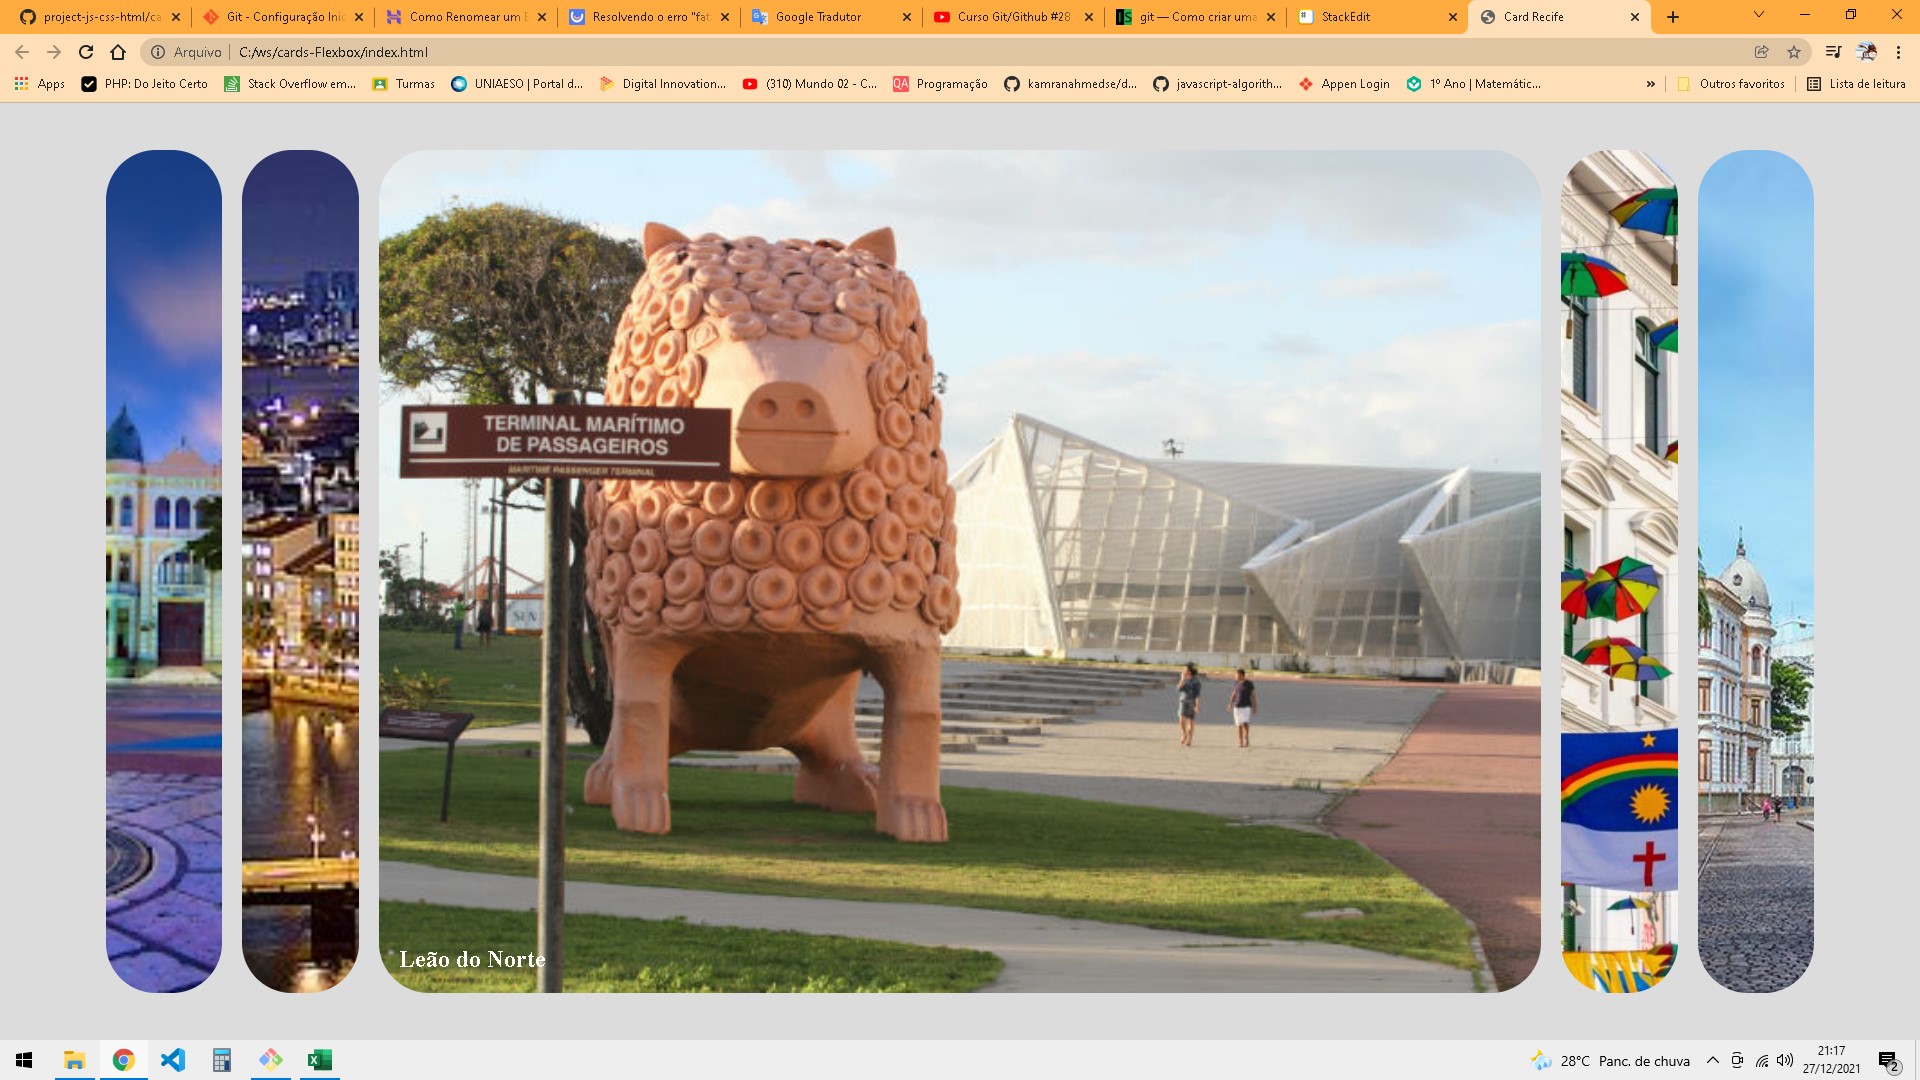 project-js-css-html/ca
Git - Configuração Inic
Como Renomear um E
Resolvendo o erro "fat
Google Tradutor
Curso Git/Github #28
git — Como criar uma
StackEdit
Card Recife
Arquivo
C:/ws/cards-Flexbox/index.html
Apps
PHP: Do Jeito Certo
Stack Overflow em...
Turmas
UNIAESO | Portal d...
Digital Innovation...
(310) Mundo 02 - C...
QA Programação
kamranahmedse/d...
javascript-algorith...
Appen Login
1º Ano | Matemátic...
»
Outros favoritos
Lista de leitura
TERMINAL MARÍTIMO
DE PASSAGEIROS
MARITIME PASSENGER TERMINAL
Leão do Norte
28°C Panc. de chuva
21:17
27/12/2021
2